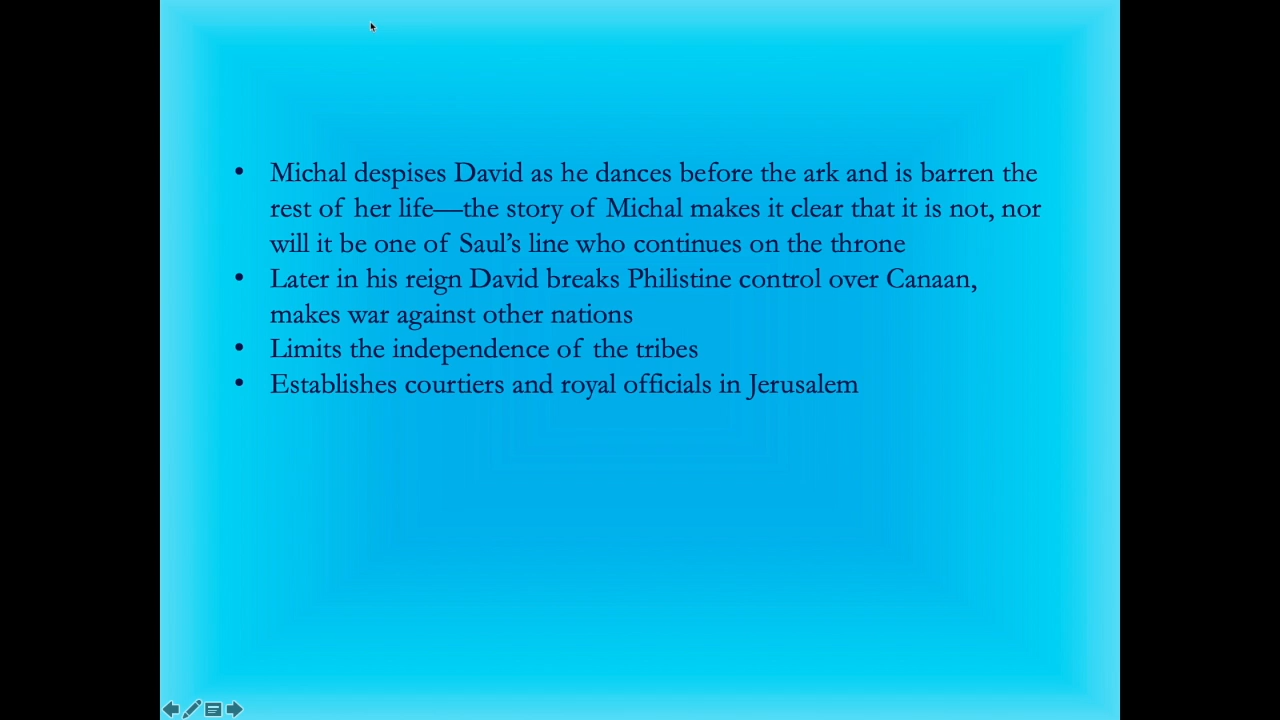 • Michal despises David as he dances before the ark and is barren the
rest of her life—the story of Michal makes it clear that it is not, nor
will it be one of Saul’s line who continues on the throne
• Later in his reign David breaks Philistine control over Canaan,
makes war against other nations
• Limits the independence of the tribes
• Establishes courtiers and royal officials in Jerusalem